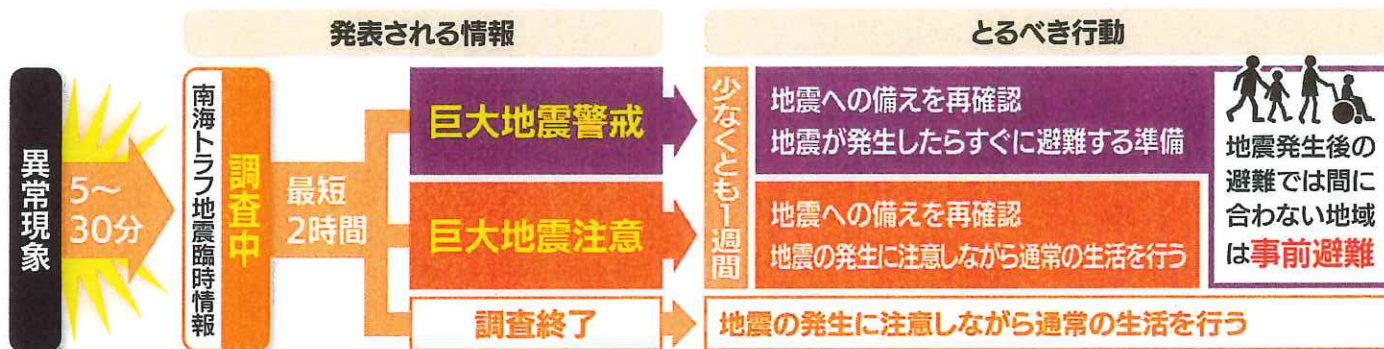 発表される情報
とるべき行動
異常現象
5〜
30分
南海トラフ地震臨時情報
調査中
最短
2時間
巨大地震警戒
巨大地震注意
調査終了
少なくとも1週間
地震への備えを再確認
地震が発生したらすぐに避難する準備
地震への備えを再確認
地震の発生に注意しながら通常の生活を行う
地震発生後の
避難では間に
合わない地域
は事前避難
地震の発生に注意しながら通常の生活を行う